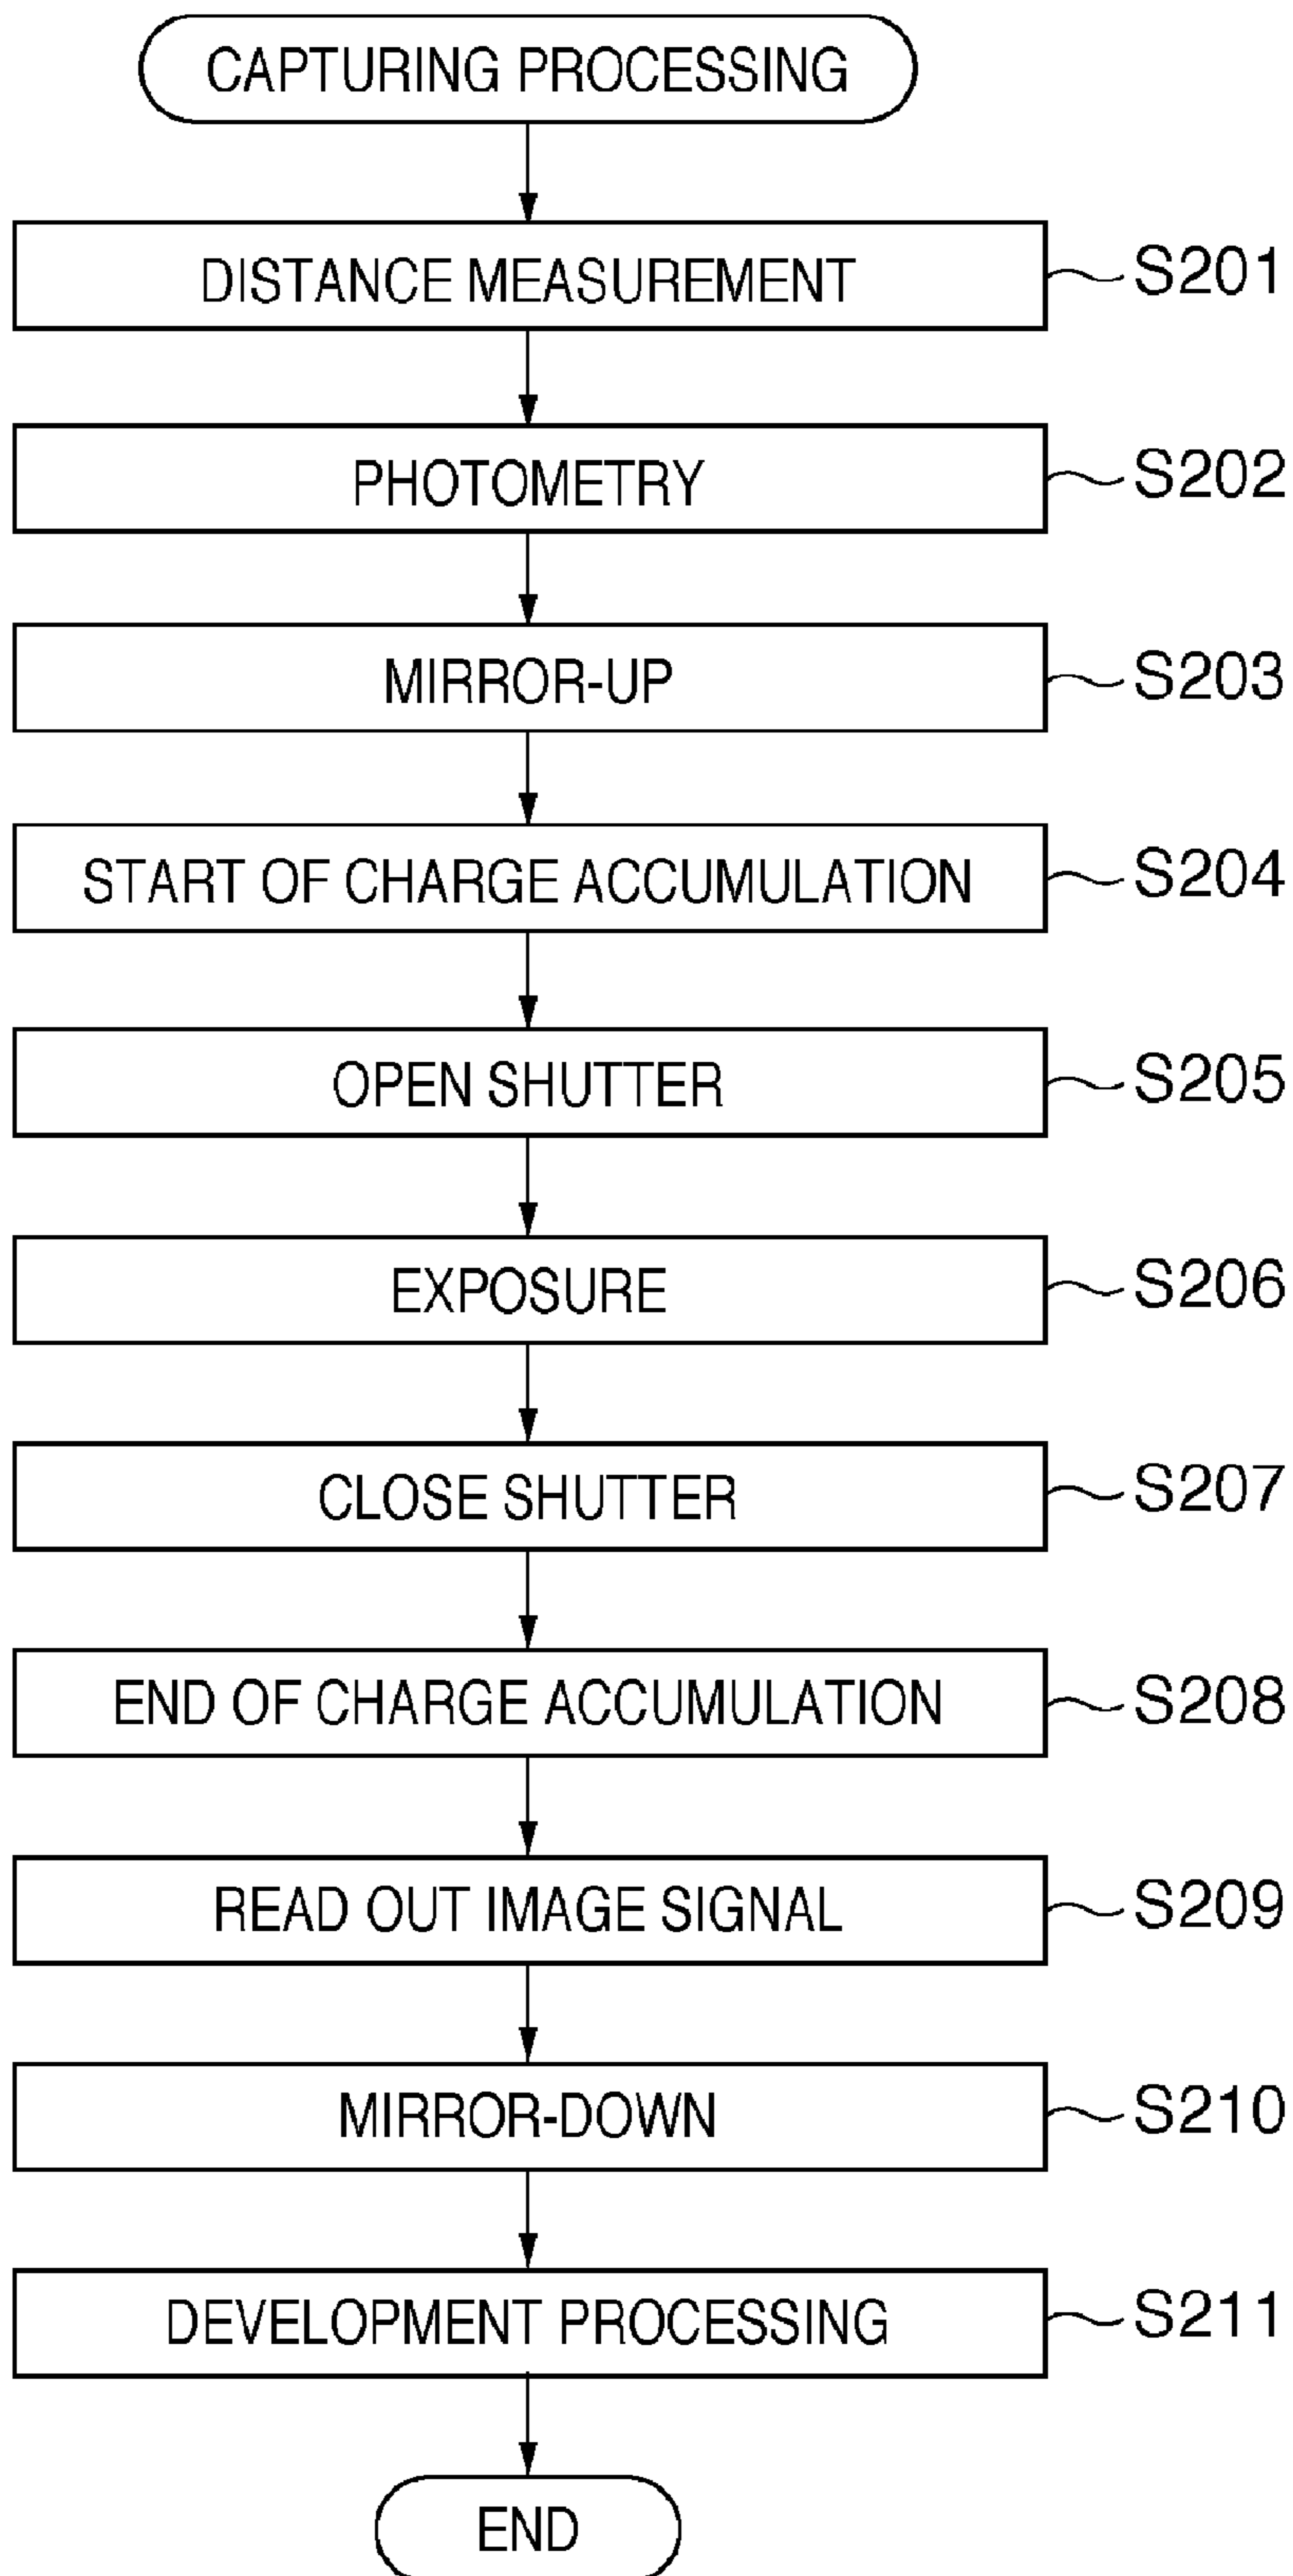 CAPTURING PROCESSING
DISTANCE MEASUREMENT S201
PHOTOMETRY S202
MIRROR-UP S203
START OF CHARGE ACCUMULATION S204
OPEN SHUTTER S205
EXPOSURE S206
CLOSE SHUTTER S207
END OF CHARGE ACCUMULATION S208
READ OUT IMAGE SIGNAL S209
MIRROR-DOWN S210
DEVELOPMENT PROCESSING S211
END